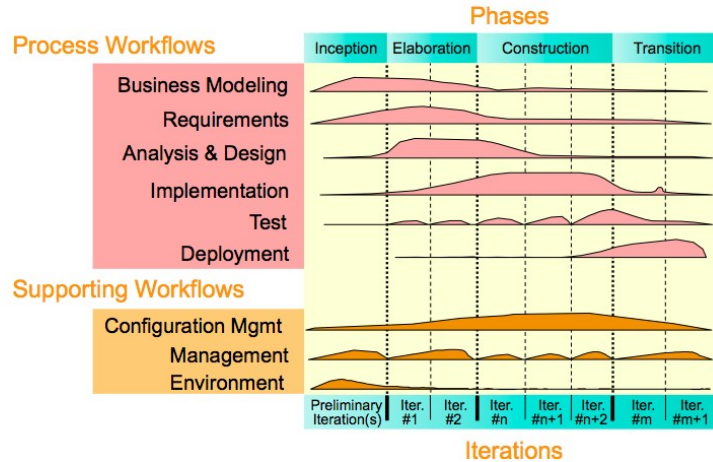 Phases
Process Workflows
Inception Elaboration Construction Transition
Business Modeling
Requirements
Analysis & Design
Implementation
Test
Deployment
Supporting Workflows
Configuration Mgmt
Management
Environment
Preliminary Iteration(s)
Iter. #1
Iter. #2
Iter. #n
Iter. #n+1
Iter. #n+2
Iter. #m
Iter. #m+1
Iterations